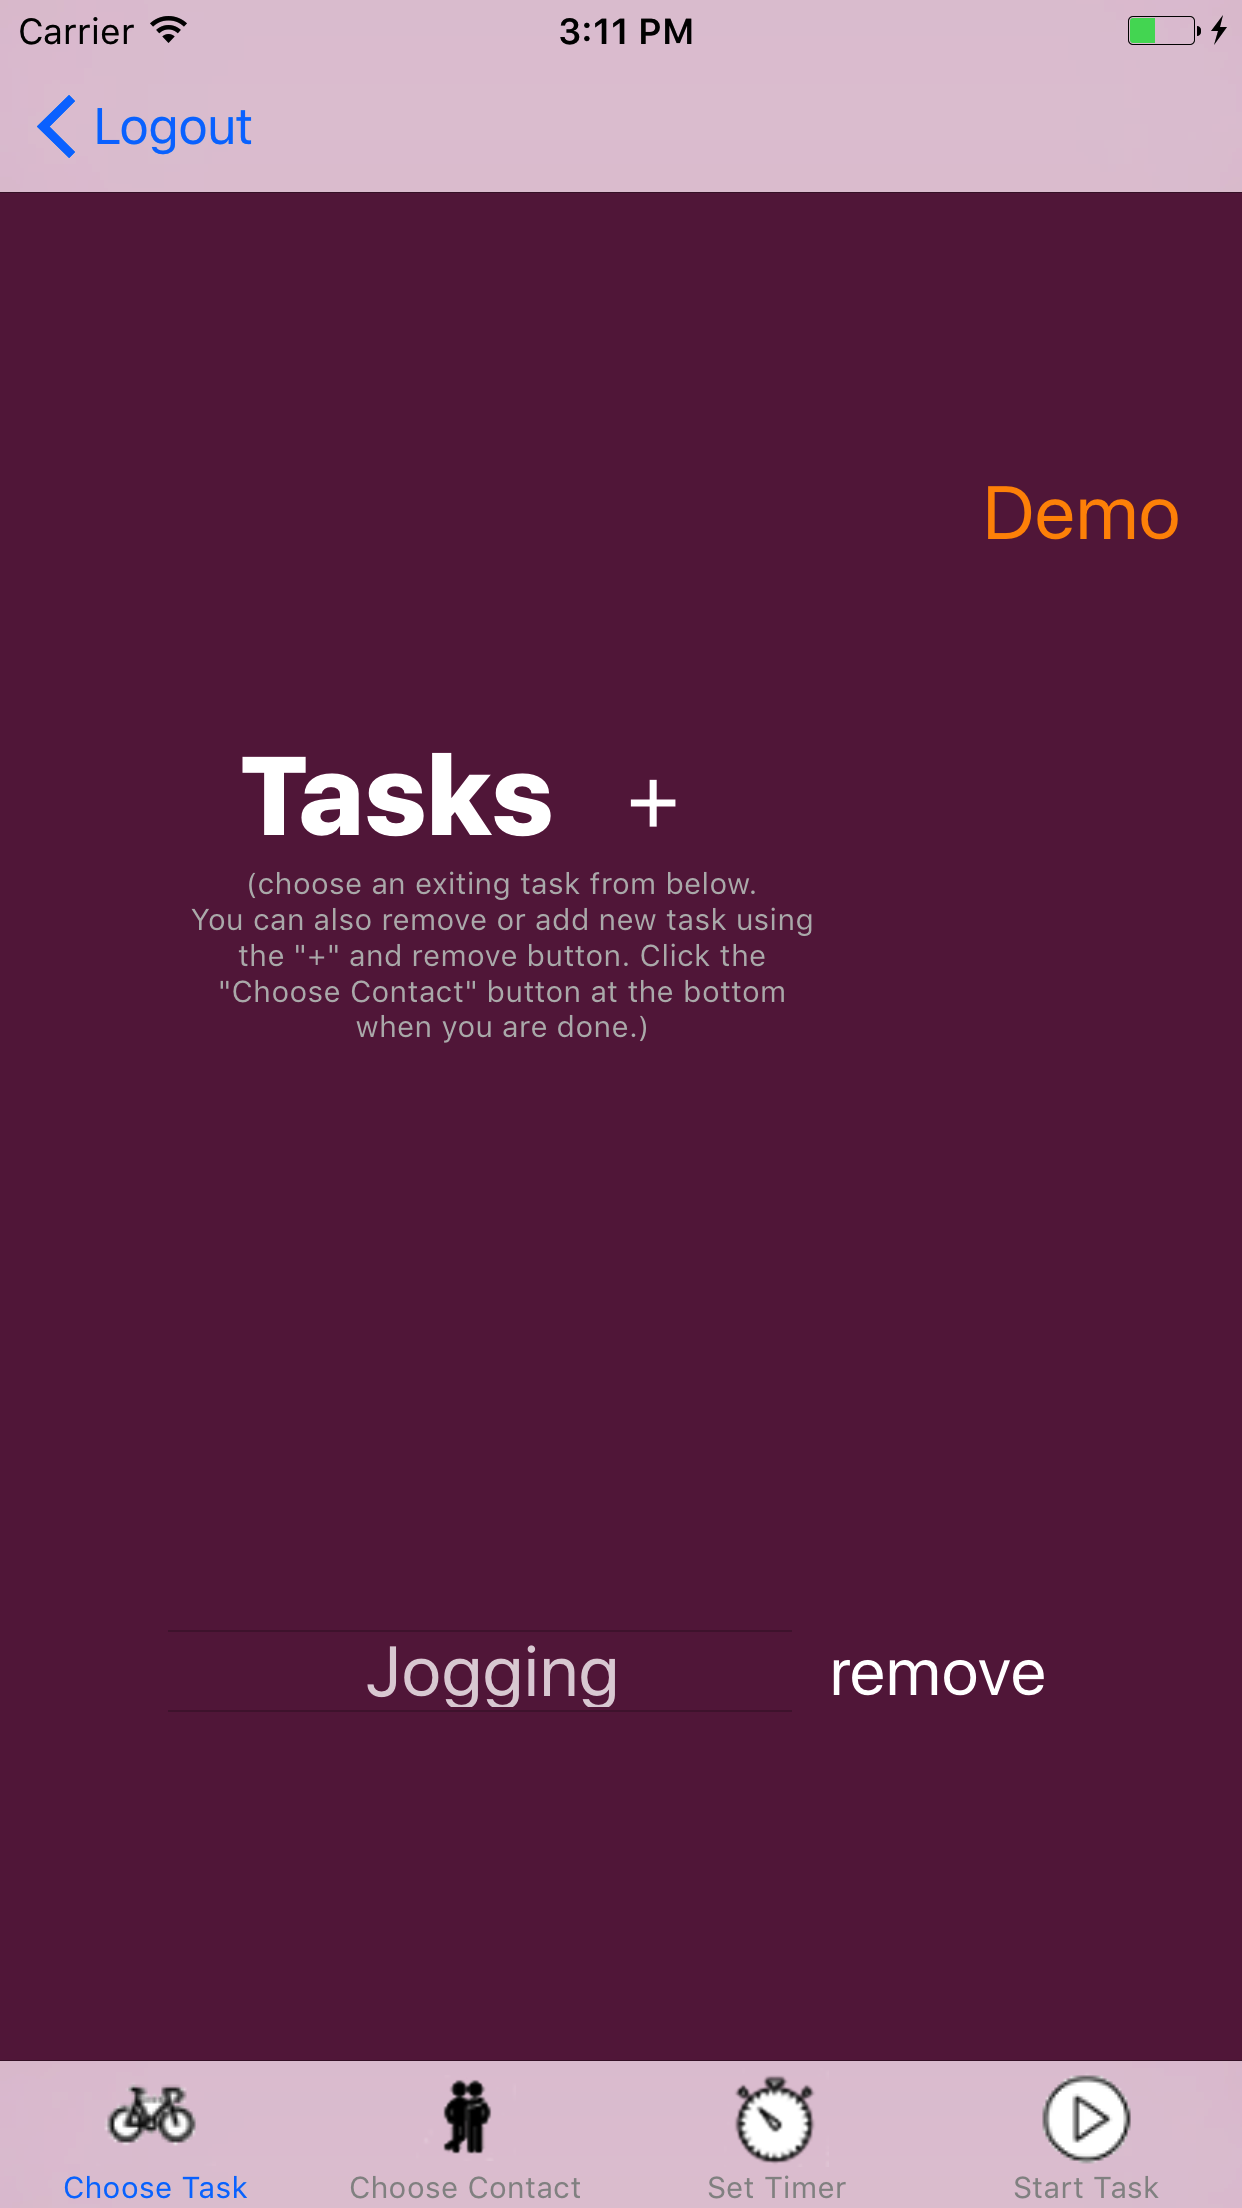 Carrier 3:11 PM
Logout
Demo
Tasks +
(choose an exiting task from below.
You can also remove or add new task using
the "+" and remove button. Click the
"Choose Contact" button at the bottom
when you are done.)
Jogging remove
Choose Task Choose Contact Set Timer Start Task